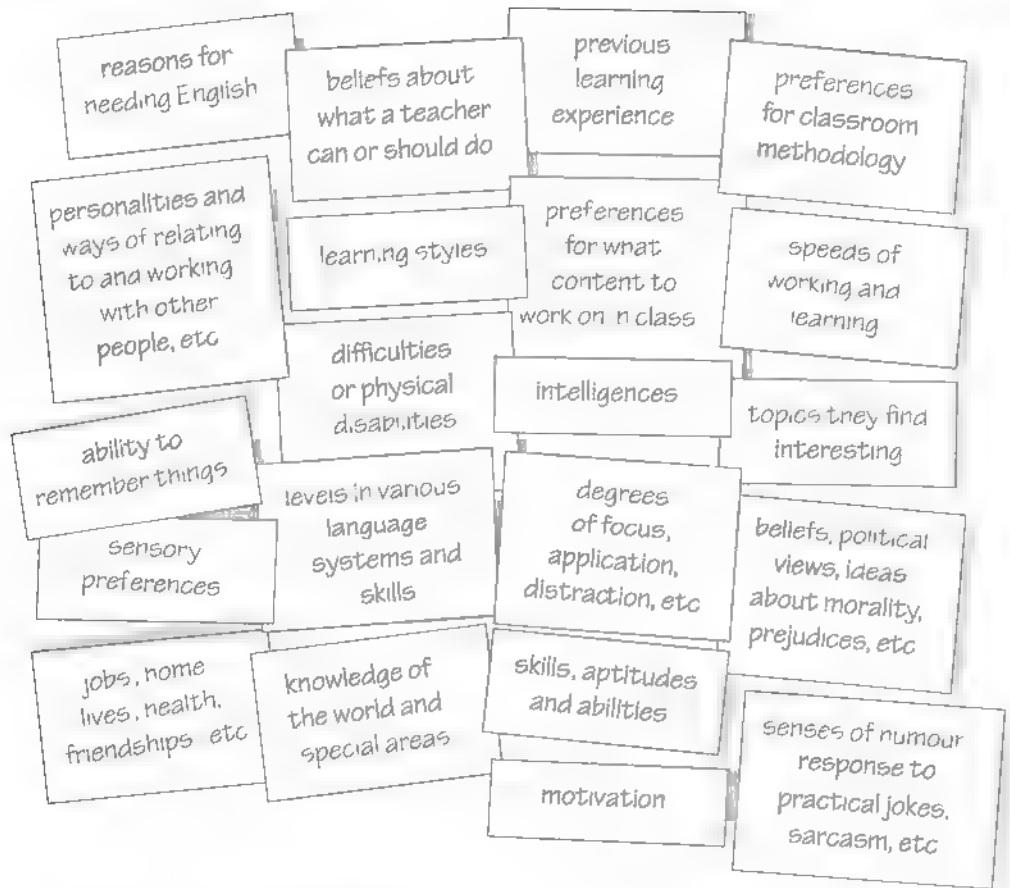 reasons for
needing English
beliefs about
what a teacher
can or should do
previous
learning
experience
preferences
for classroom
methodology
personalities and
ways of relating
to and working
with other
people, etc
learning styles
preferences
for what
content to
work on in class
speeds of
working and
learning
difficulties
or physical
disabilities
intelligences
topics they find
interesting
ability to
remember things
sensory
preferences
levels in various
language
systems and
skills
degrees
of focus,
application,
distraction, etc
beliefs, political
views, ideas
about morality,
prejudices, etc
jobs, home
lives, health,
friendships etc
knowledge of
the world and
special areas
skills, aptitudes
and abilities
motivation
senses of humour
response to
practical jokes,
sarcasm, etc